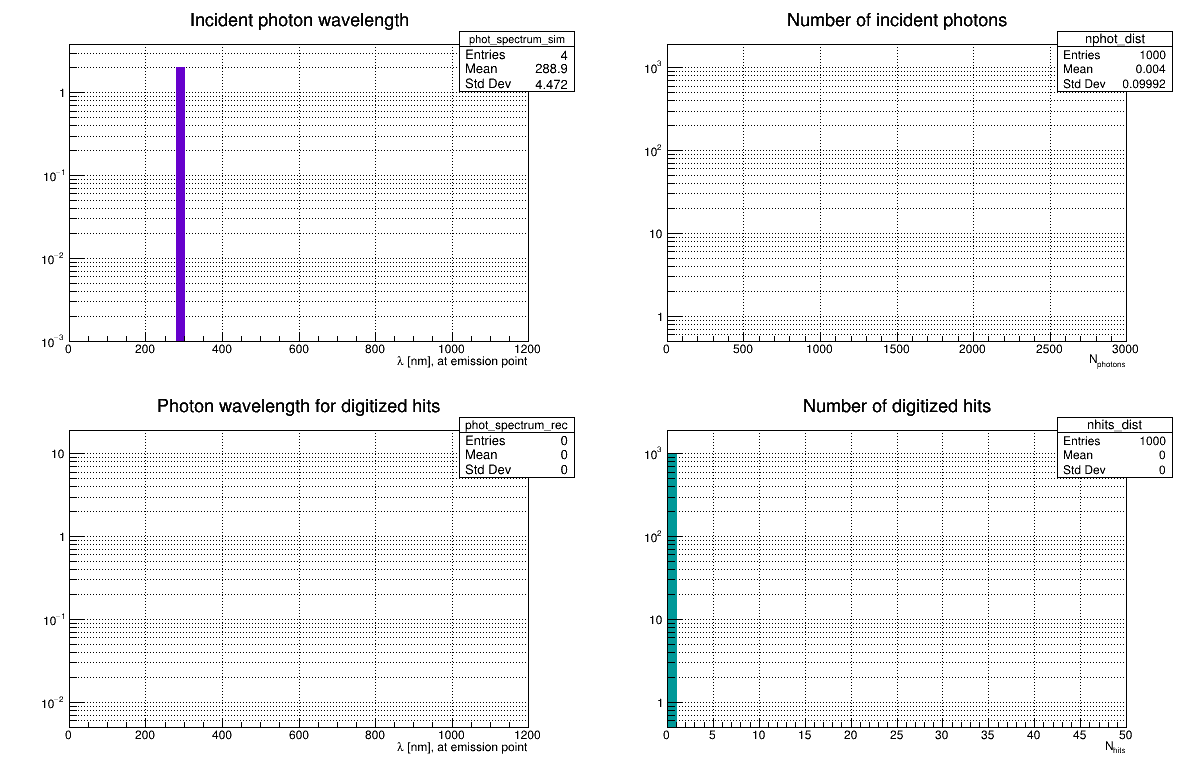 Incident photon wavelength
phot_spectrum_sim
Entries 4
Mean 288.9
Std Dev 4.472
1
10⁻¹
10⁻²
10⁻³
0 200 400 600 800 1000 1200
λ [nm], at emission point
Number of incident photons
nphot_dist
Entries 1000
Mean 0.004
Std Dev 0.09992
10³
10²
10
1
0 500 1000 1500 2000 2500 3000
N_photons
Photon wavelength for digitized hits
phot_spectrum_rec
Entries 0
Mean 0
Std Dev 0
10
1
10⁻¹
10⁻²
0 200 400 600 800 1000 1200
λ [nm], at emission point
Number of digitized hits
nhits_dist
Entries 1000
Mean 0
Std Dev 0
10³
10²
10
1
0 5 10 15 20 25 30 35 40 45 50
N_hits